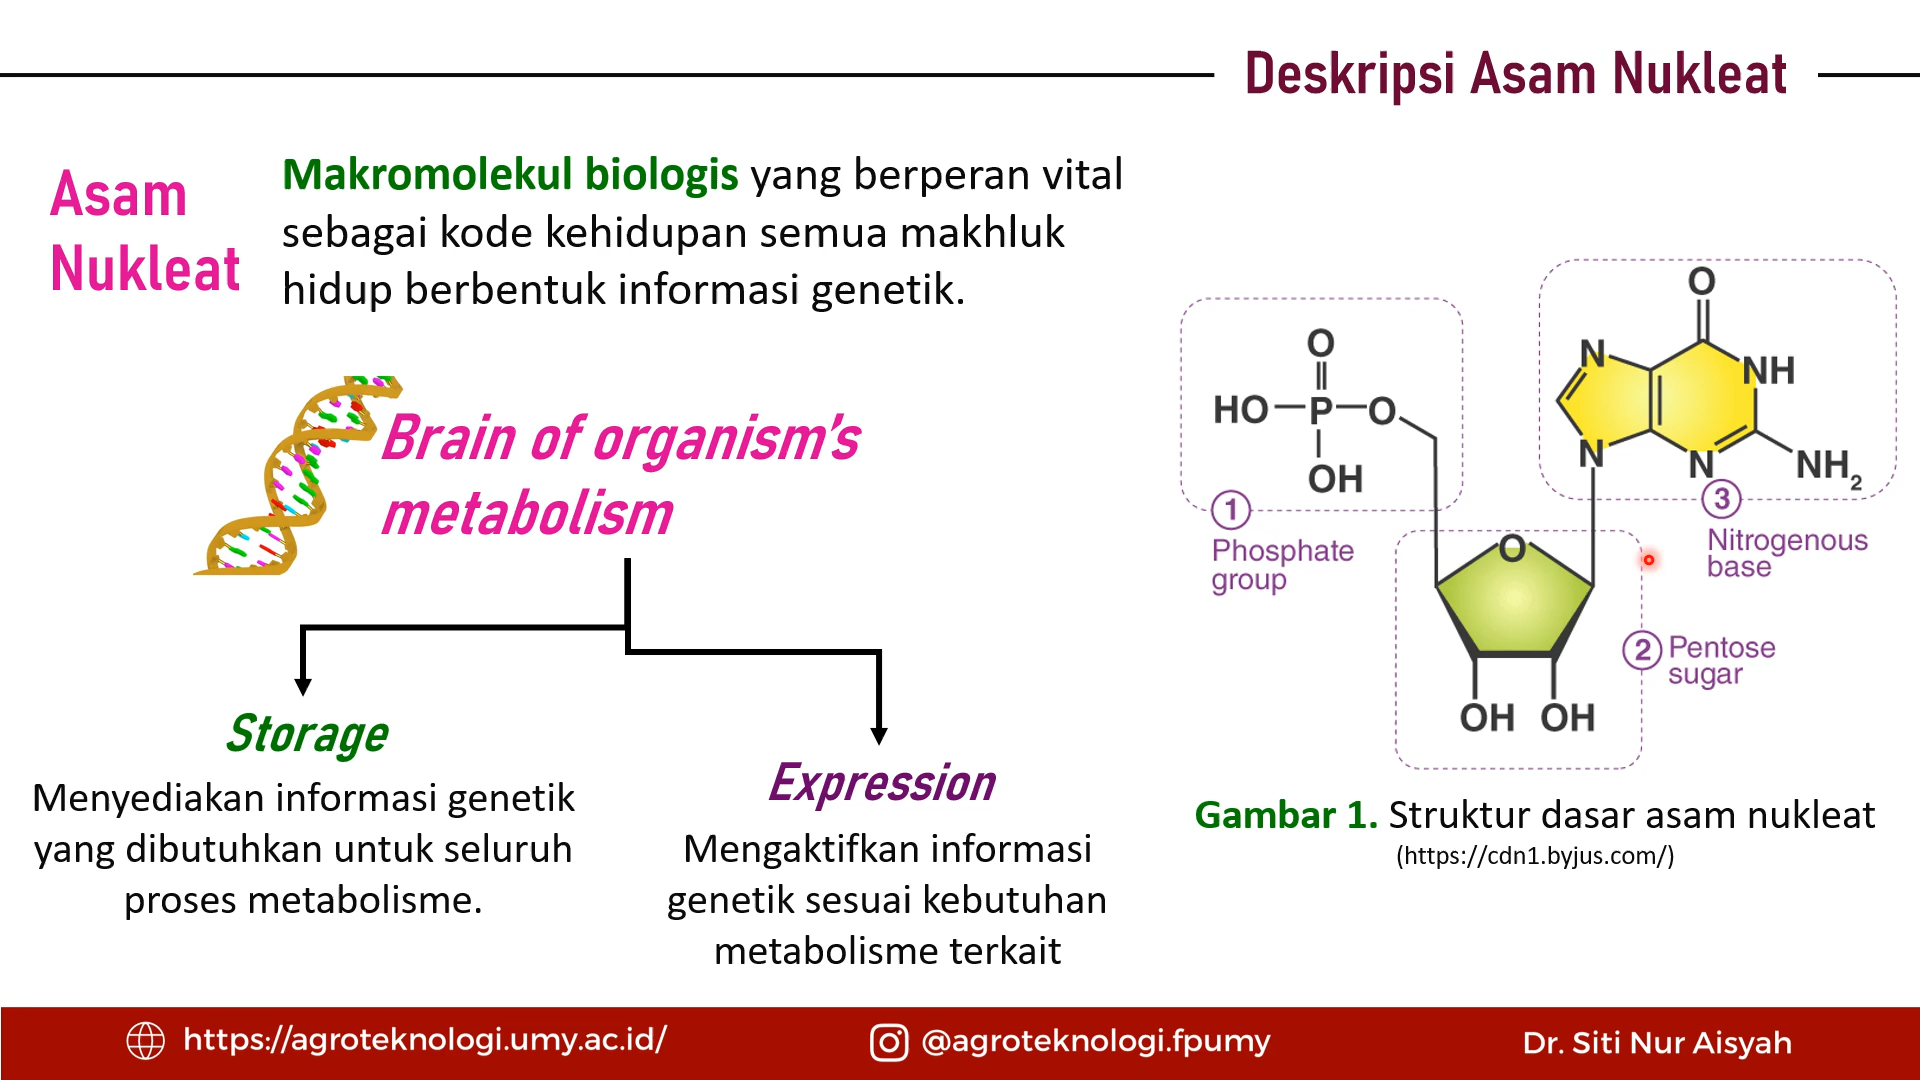 Deskripsi Asam Nukleat
Asam
Nukleat
Makromolekul biologis yang berperan vital
sebagai kode kehidupan semua makhluk
hidup berbentuk informasi genetik.
Brain of organism's
metabolism
Storage
Menyediakan informasi genetik
yang dibutuhkan untuk seluruh
proses metabolisme.
Expression
Mengaktifkan informasi
genetik sesuai kebutuhan
metabolisme terkait
O
HO P O
OH
1
Phosphate
group
O
N
NH
N
N
NH2
3
Nitrogenous
base
O
2 Pentose
sugar
OH OH
Gambar 1. Struktur dasar asam nukleat
(https://cdn1.byjus.com/)
https://agroteknologi.umy.ac.id/
@agroteknologi.fpumy
Dr. Siti Nur Aisyah